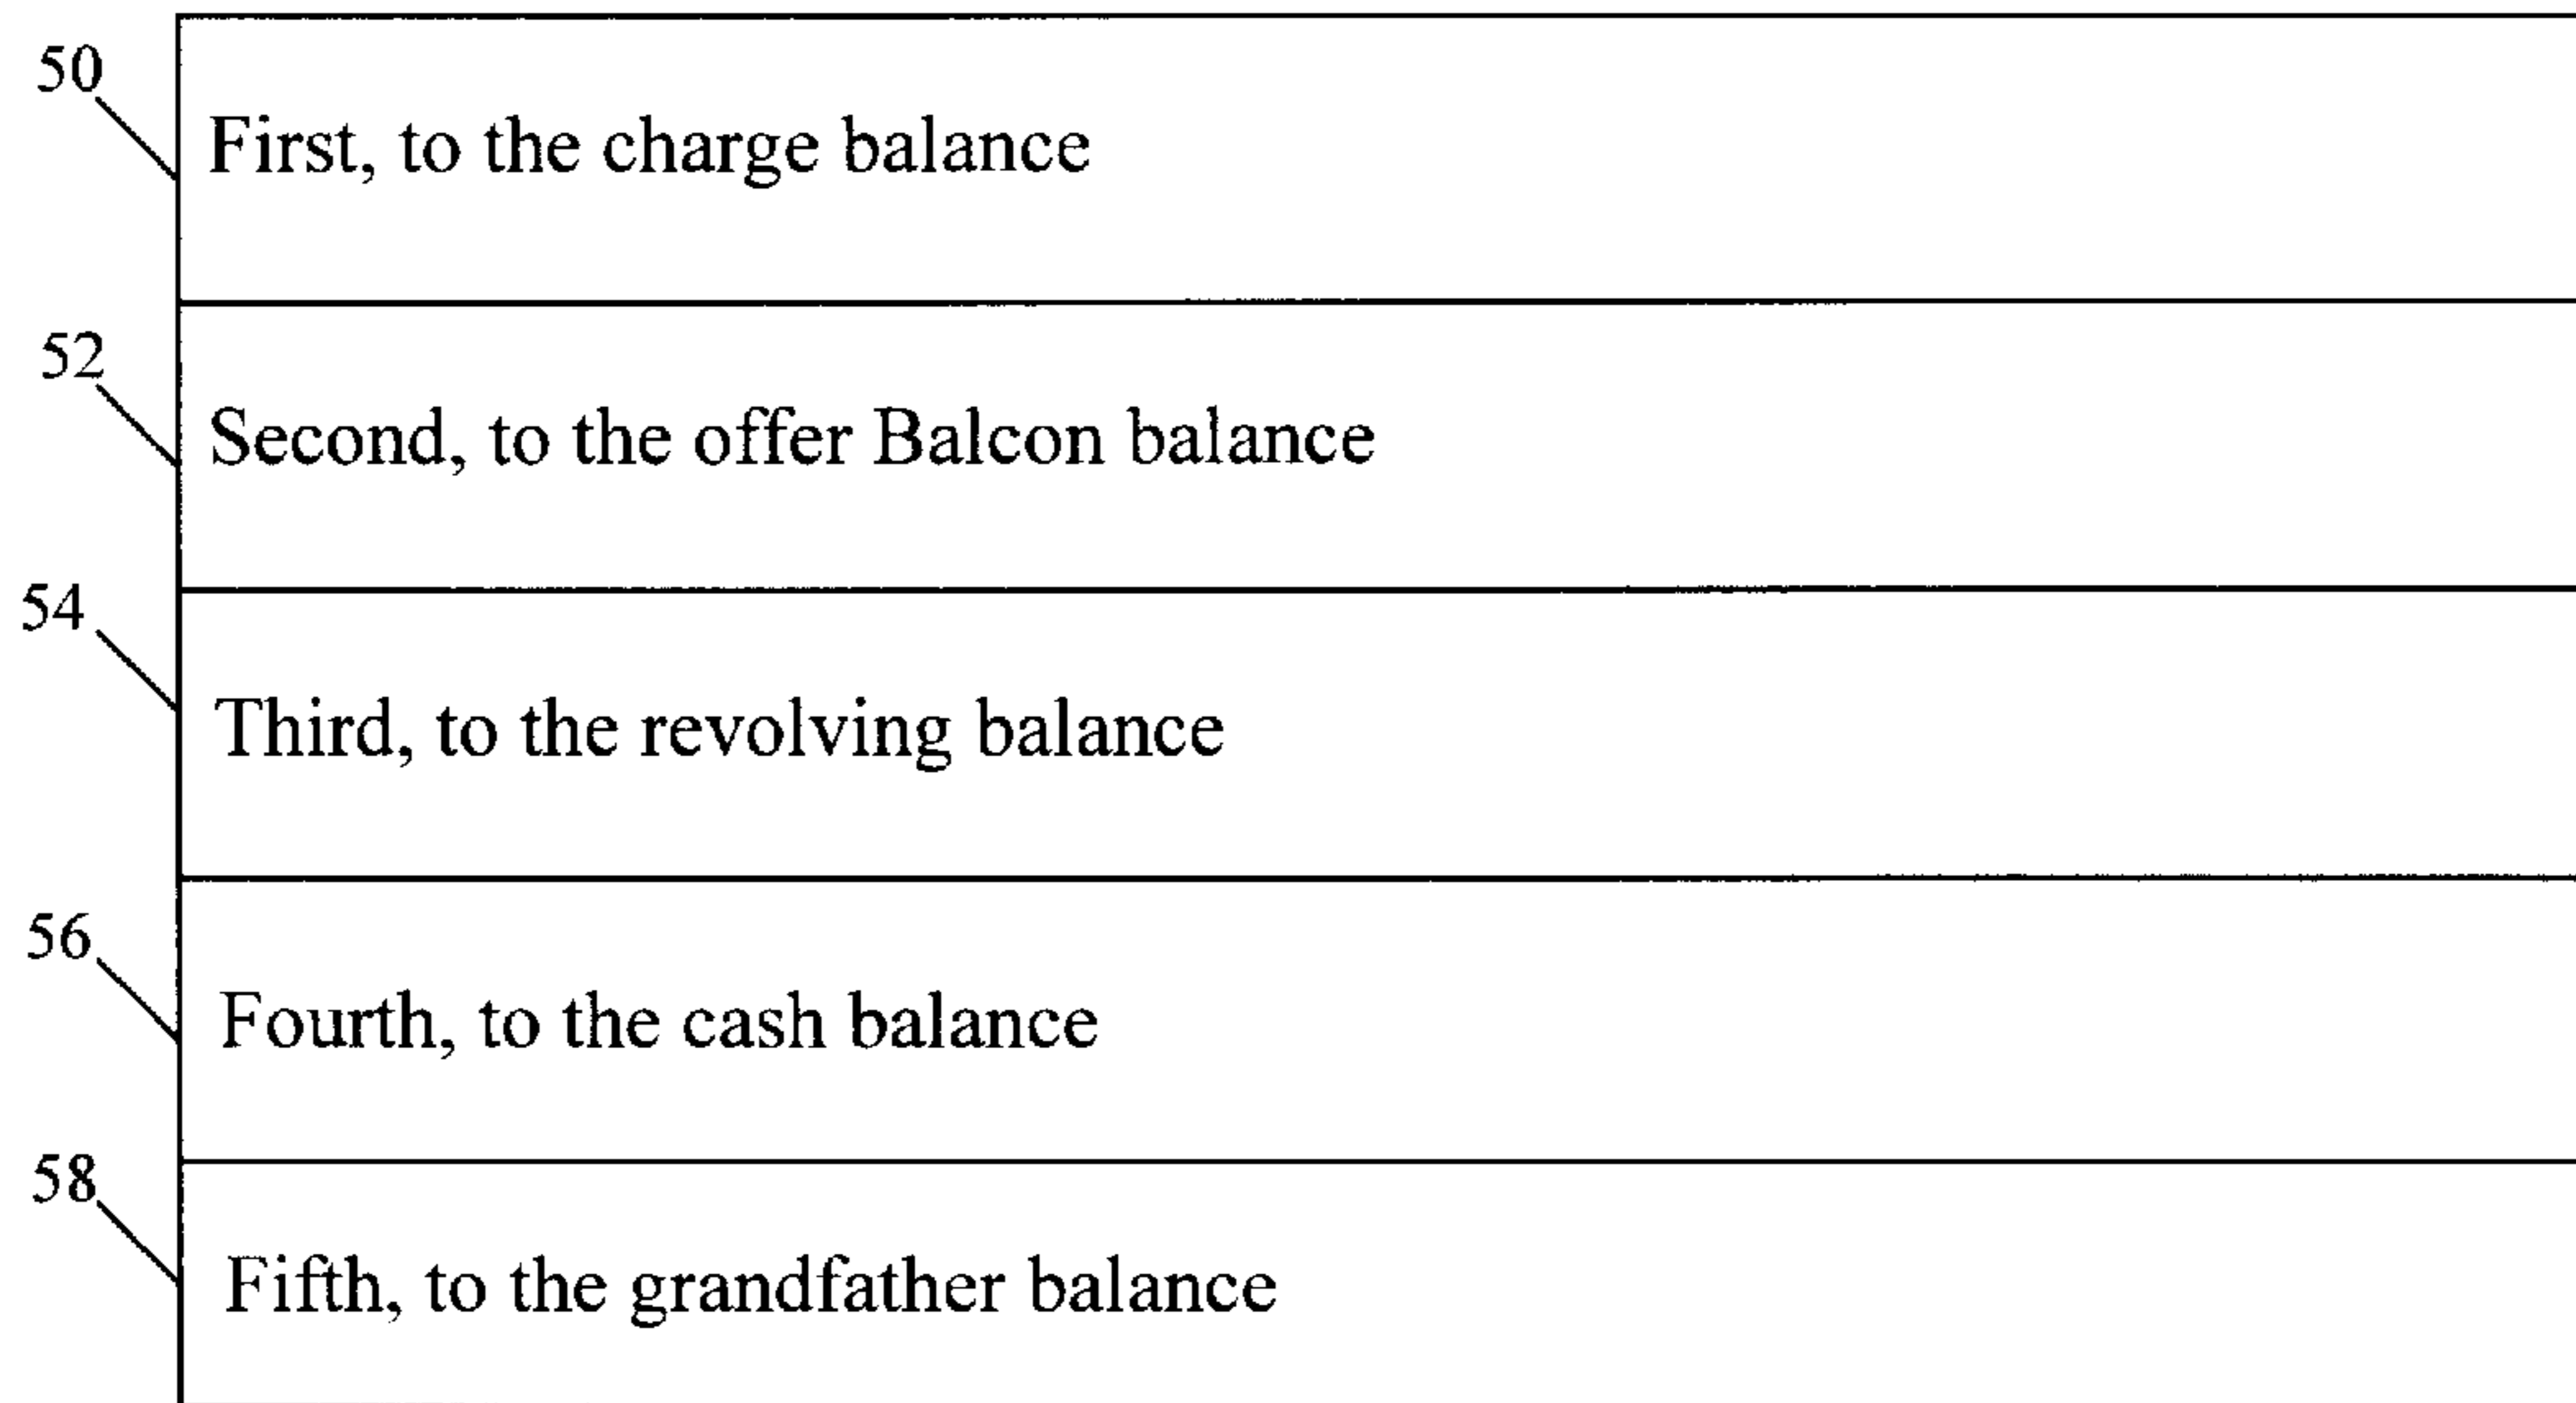 50
First, to the charge balance
52
Second, to the offer Balcon balance
54
Third, to the revolving balance
56
Fourth, to the cash balance
58
Fifth, to the grandfather balance